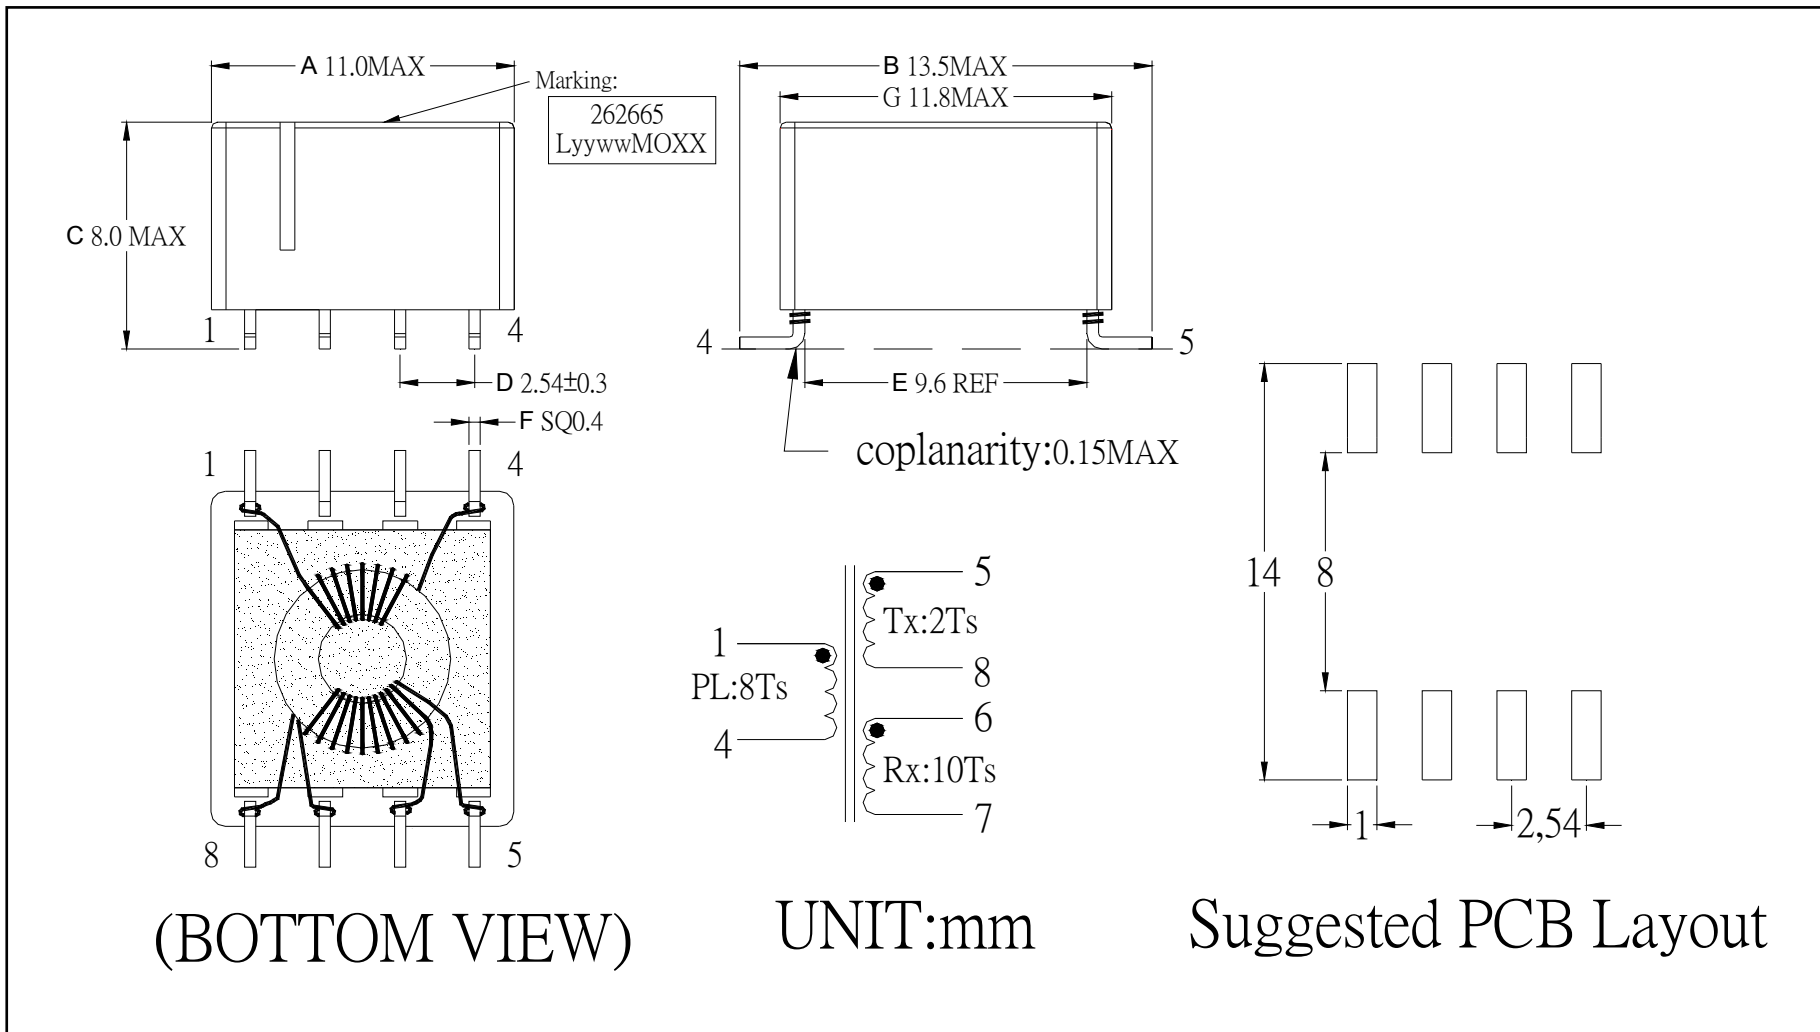 A 11.0MAX
Marking:
262665
LyywwMOXX
C 8.0 MAX
1
4
D 2.54±0.3
F SQ0.4
B 13.5MAX
G 11.8MAX
4
5
E 9.6 REF
coplanarity:0.15MAX
1
4
8
5
(BOTTOM VIEW)
5
Tx:2Ts
8
1
PL:8Ts
4
6
Rx:10Ts
7
UNIT:mm
14
8
1
2,54
Suggested PCB Layout